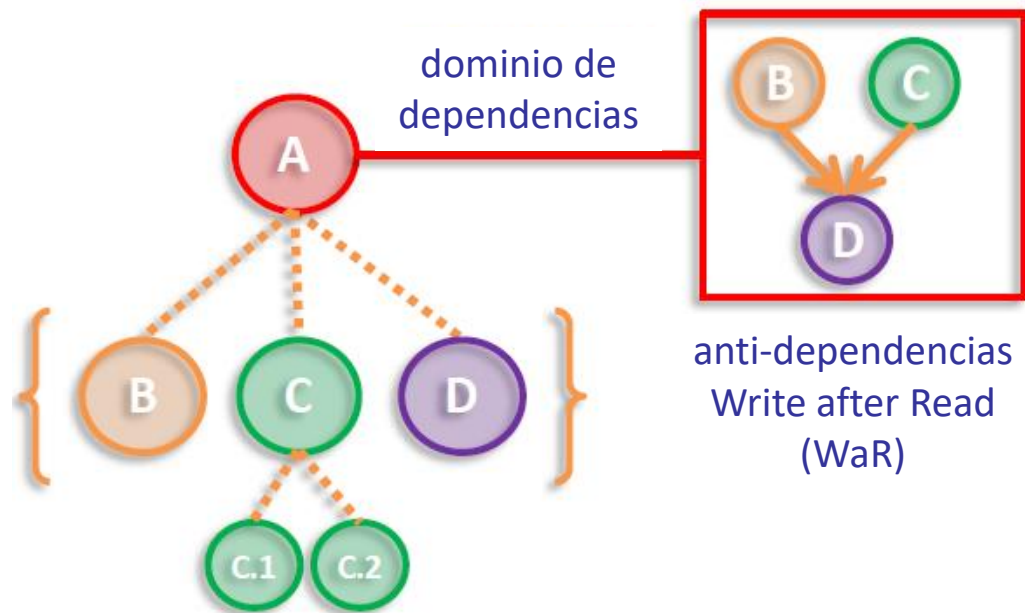 dominio de
dependencias
B
C
A
D
B
C
D
anti-dependencias
Write after Read
(WaR)
C.1
C.2